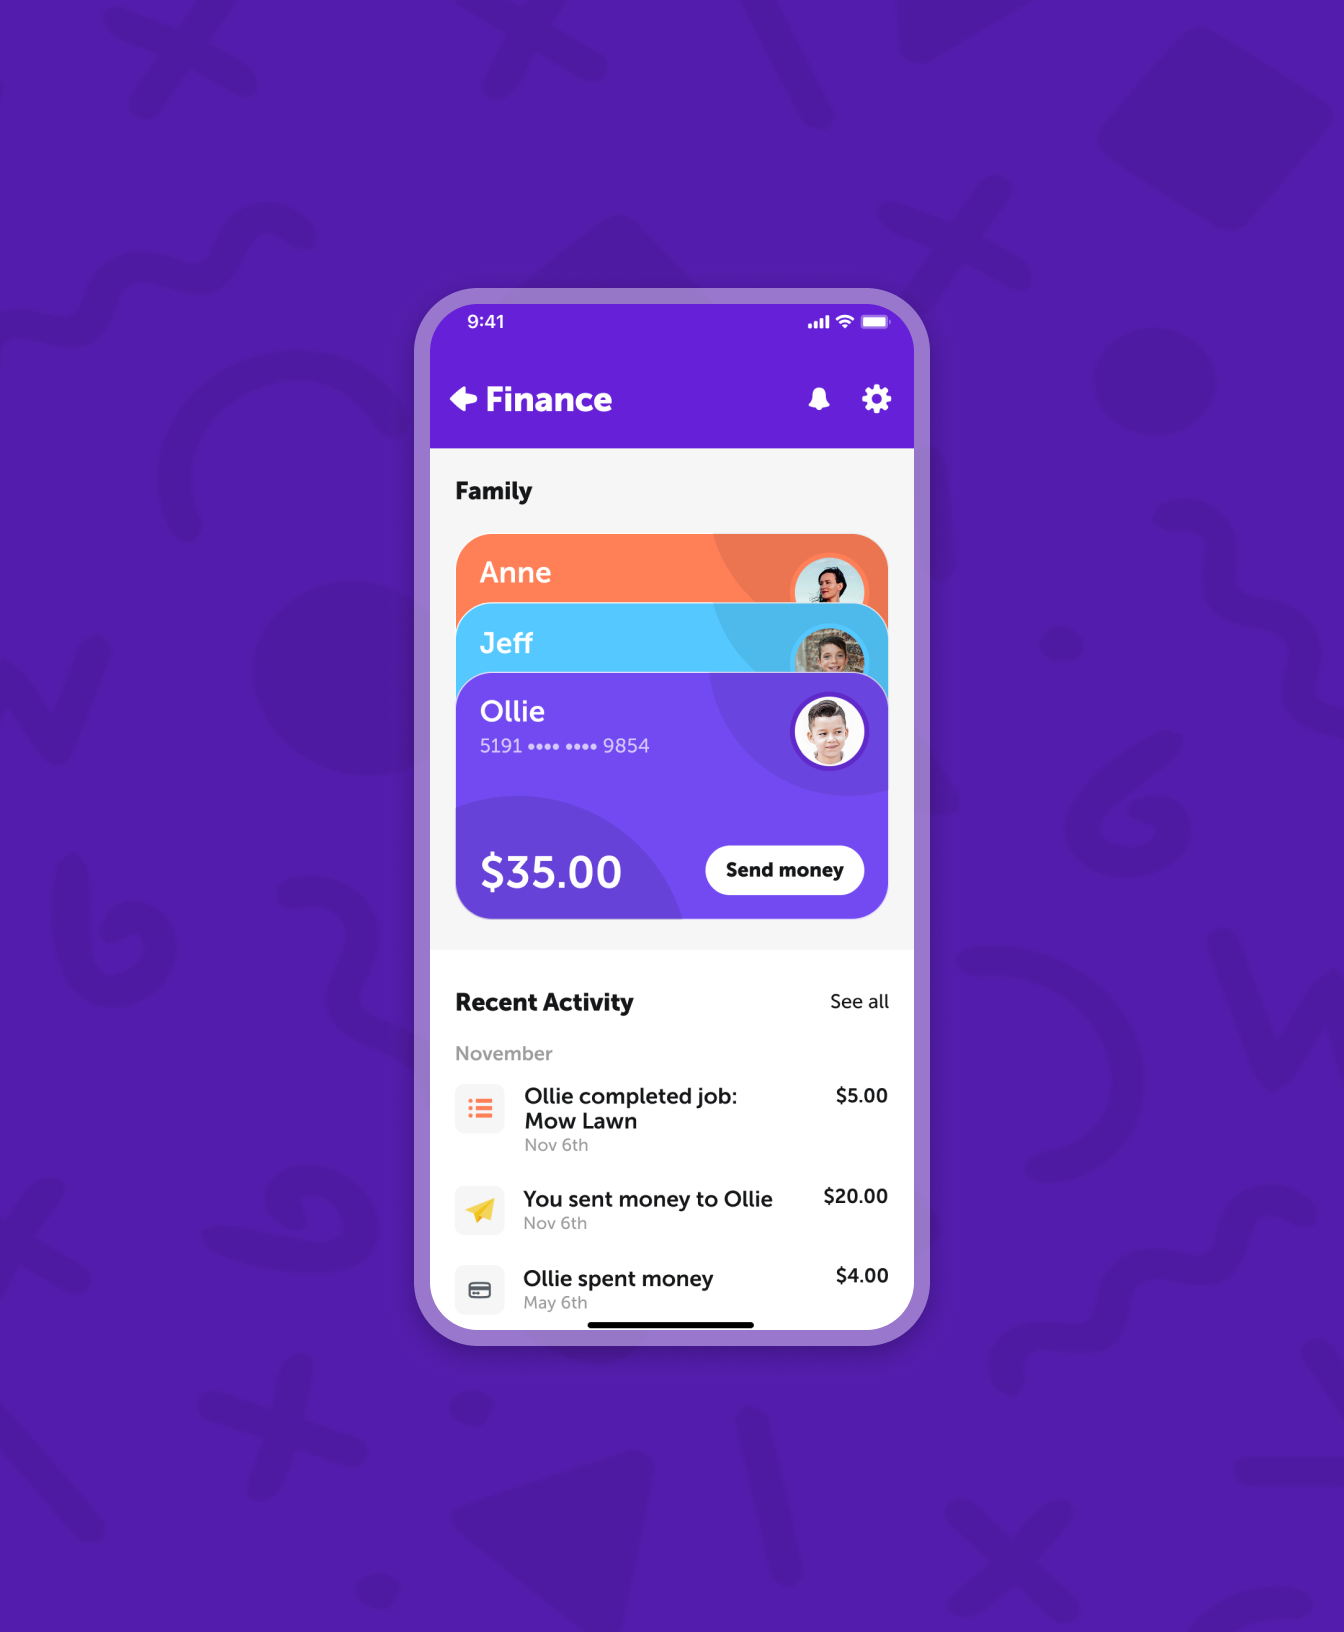 9:41
Finance
Family
Anne
Jeff
Ollie
5191 •••• •••• 9854
$35.00
Send money
Recent Activity
See all
November
Ollie completed job:
$5.00
Mow Lawn
Nov 6th
You sent money to Ollie
$20.00
Nov 6th
Ollie spent money
$4.00
May 6th